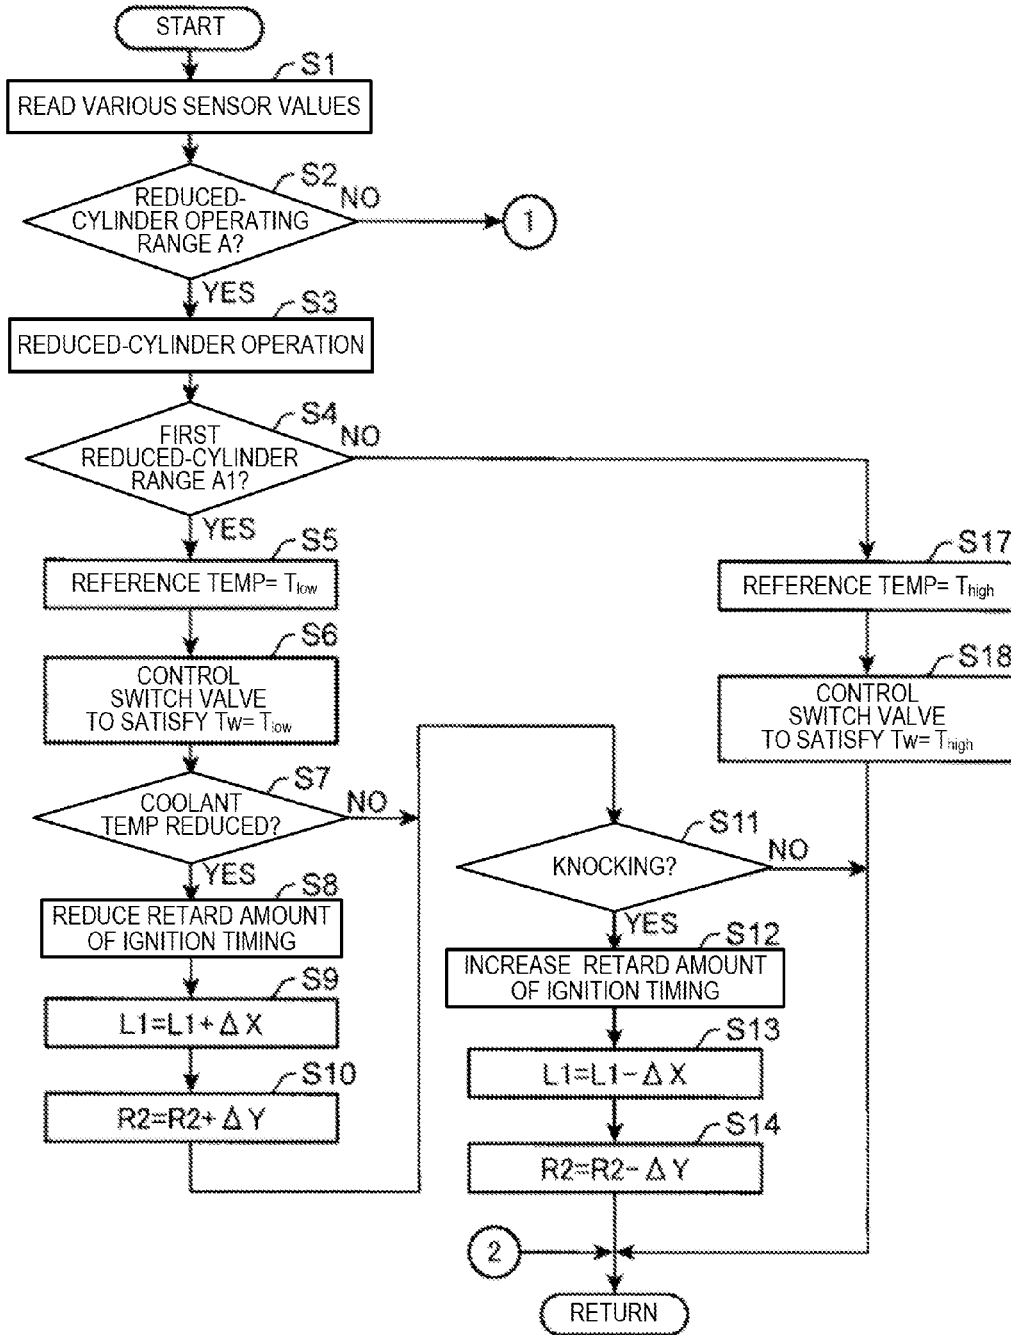 START
S1
READ VARIOUS SENSOR VALUES
S2
REDUCED-
CYLINDER OPERATING
RANGE A?
NO
1
YES
S3
REDUCED-CYLINDER OPERATION
S4
FIRST
REDUCED-CYLINDER
RANGE A1?
NO
YES
S5
REFERENCE TEMP= Tlow
S6
CONTROL
SWITCH VALVE
TO SATISFY Tw= Tlow
S7
COOLANT
TEMP REDUCED?
NO
YES
S8
REDUCE RETARD AMOUNT
OF IGNITION TIMING
S9
L1=L1+ΔX
S10
R2=R2+ΔY
S17
REFERENCE TEMP= Thigh
S18
CONTROL
SWITCH VALVE
TO SATISFY Tw= Thigh
S11
KNOCKING?
NO
YES
S12
INCREASE RETARD AMOUNT
OF IGNITION TIMING
S13
L1=L1-ΔX
S14
R2=R2-ΔY
2
RETURN